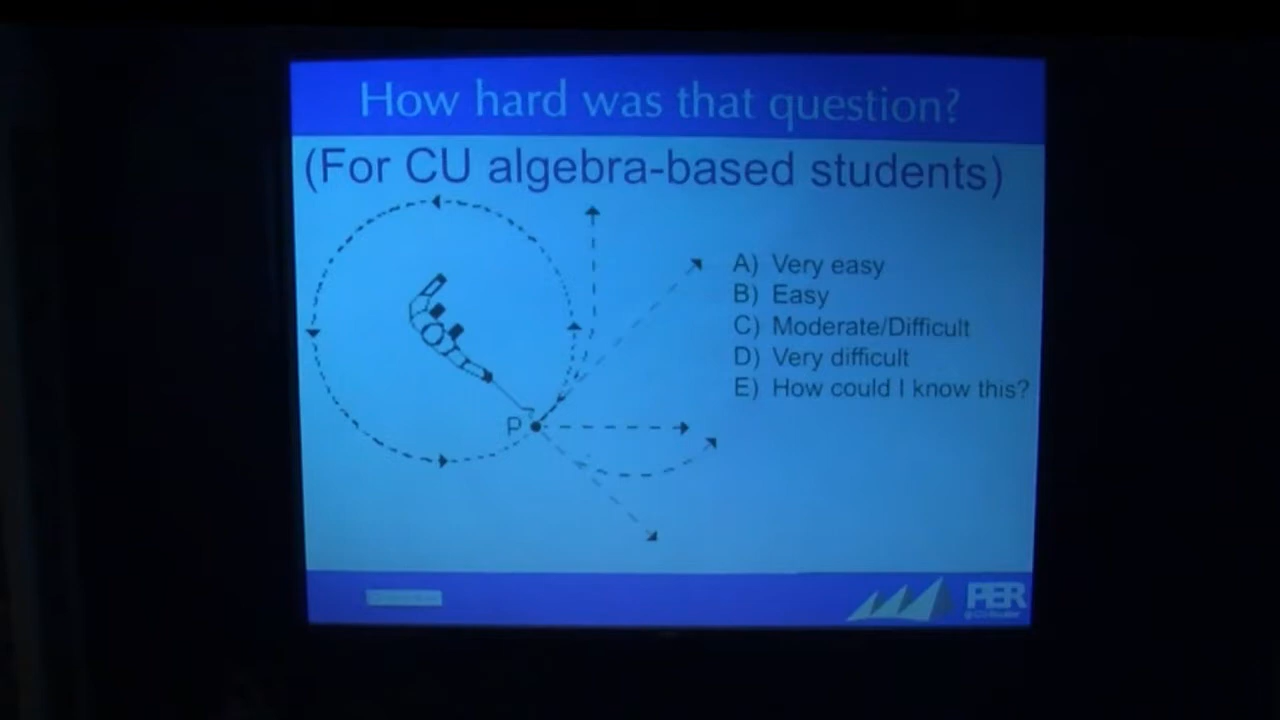 How hard was that question?
(For CU algebra-based students)
A) Very easy
B) Easy
C) Moderate/Difficult
D) Very difficult
E) How could I know this?
P
PER